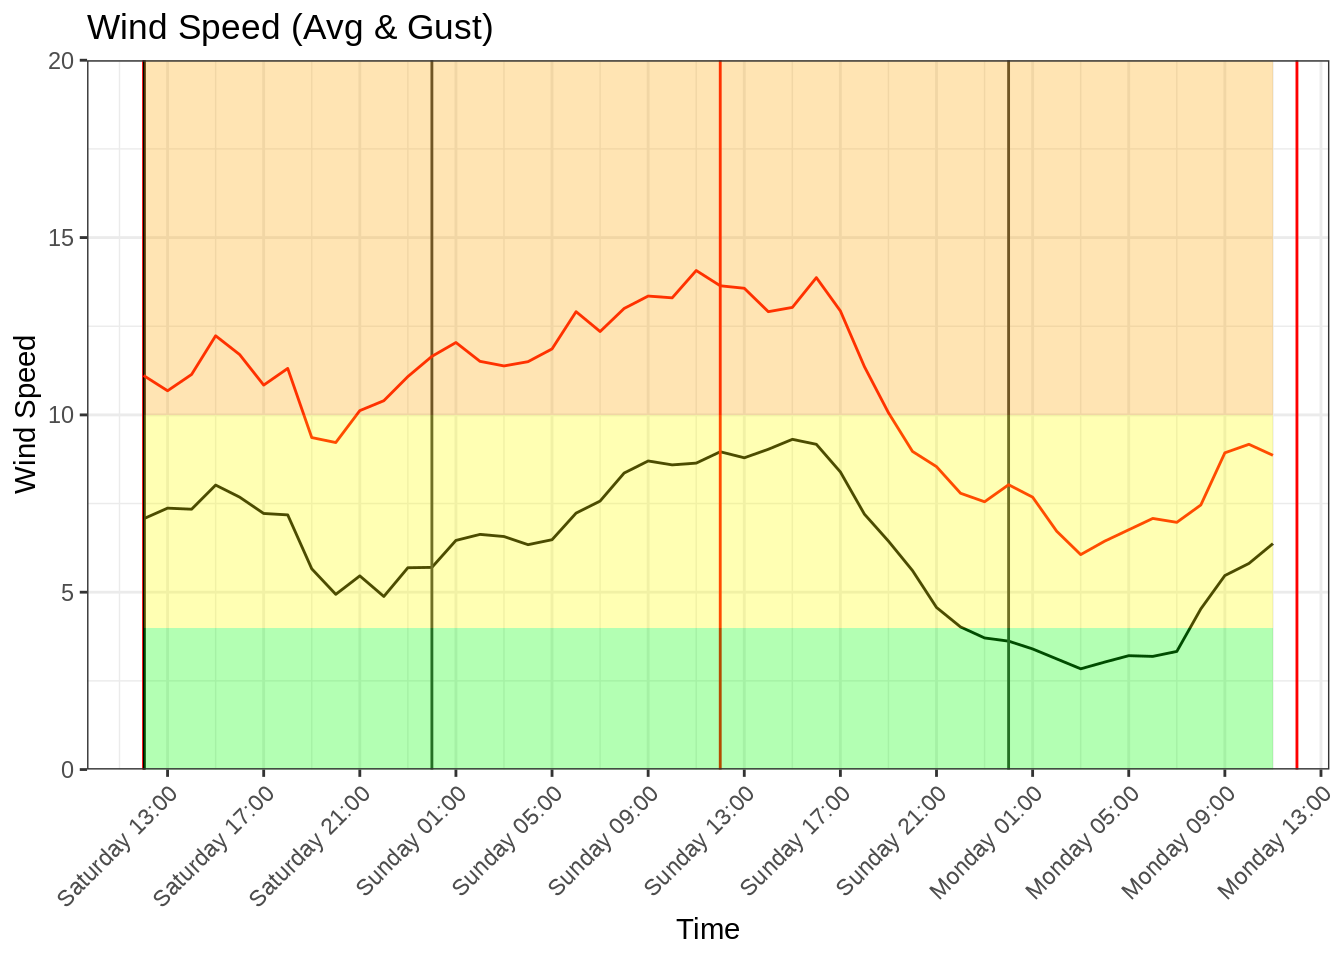 Wind Speed (Avg & Gust)
Wind Speed
20
15
10
5
0
Saturday 13:00
Saturday 17:00
Saturday 21:00
Sunday 01:00
Sunday 05:00
Sunday 09:00
Sunday 13:00
Sunday 17:00
Sunday 21:00
Monday 01:00
Monday 05:00
Monday 09:00
Monday 13:00
Time